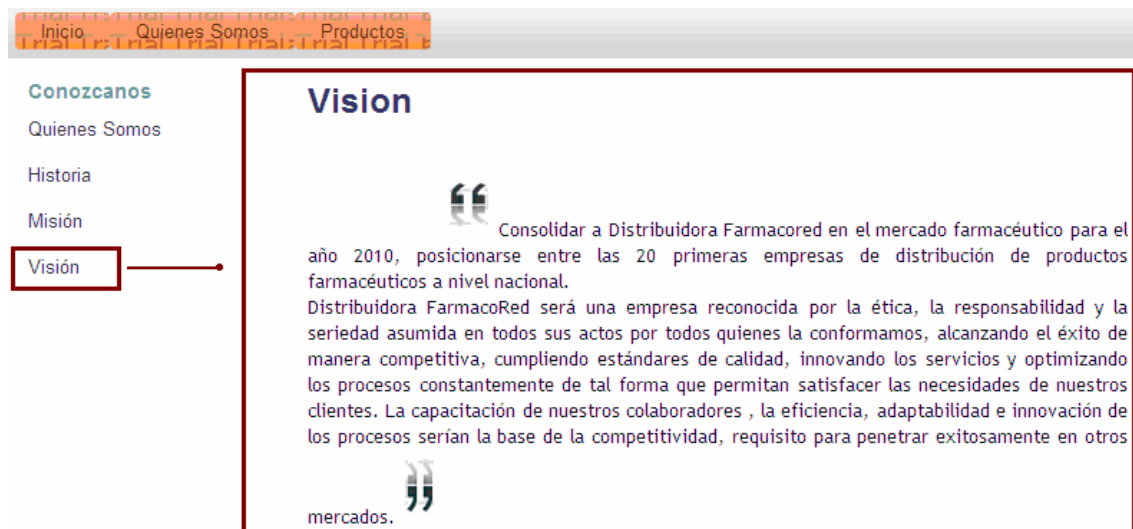 Inicio Quienes Somos Productos
Conozcanos
Quienes Somos
Historia
Misión
Visión
Vision
“ Consolidar a Distribuidora Farmacored en el mercado farmacéutico para el
año 2010, posicionarse entre las 20 primeras empresas de distribución de productos
farmacéuticos a nivel nacional.
Distribuidora FarmacoRed será una empresa reconocida por la ética, la responsabilidad y la
seriedad asumida en todos sus actos por todos quienes la conformamos, alcanzando el éxito de
manera competitiva, cumpliendo estándares de calidad, innovando los servicios y optimizando
los procesos constantemente de tal forma que permitan satisfacer las necesidades de nuestros
clientes. La capacitación de nuestros colaboradores , la eficiencia, adaptabilidad e innovación de
los procesos serían la base de la competitividad, requisito para penetrar exitosamente en otros
mercados. ”